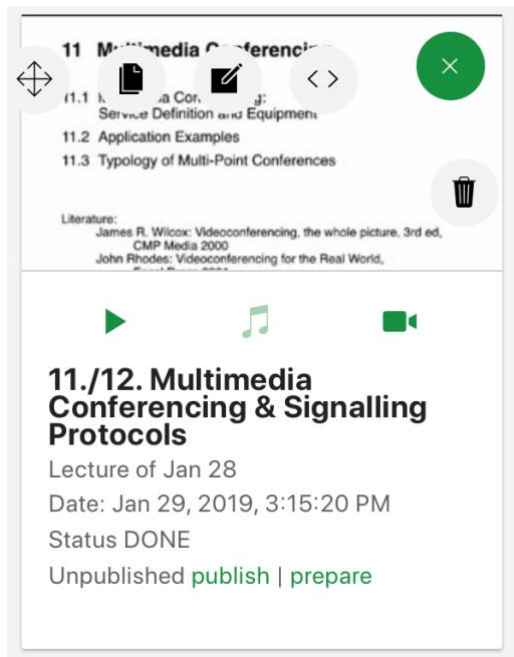 11 Multimedia Conferencing
11.1
Service Definition and Equipment
11.2 Application Examples
11.3 Typology of Multi-Point Conferences
Literature:
James R. Wilcox: Videoconferencing, the whole picture, 3rd ed,
CMP Media 2000
John Rhodes: Videoconferencing for the Real World,
11./12. Multimedia
Conferencing & Signalling
Protocols
Lecture of Jan 28
Date: Jan 29, 2019, 3:15:20 PM
Status DONE
Unpublished publish | prepare